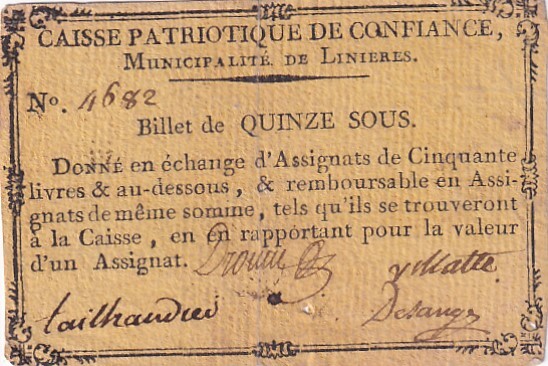 CAISSE PATRIOTIQUE DE CONFIANCE,
MUNICIPALITÉ DE LINIERES.
No. 4682
Billet de QUINZE SOUS.
DONNÉ en échange d'Assignats de Cinquante
livres & au-dessous, & remboursable en Assi-
gnats de même somme, tels qu'ils se trouveront
à la Caisse, en en rapportant pour la valeur
d'un Assignat.
Tailhandier